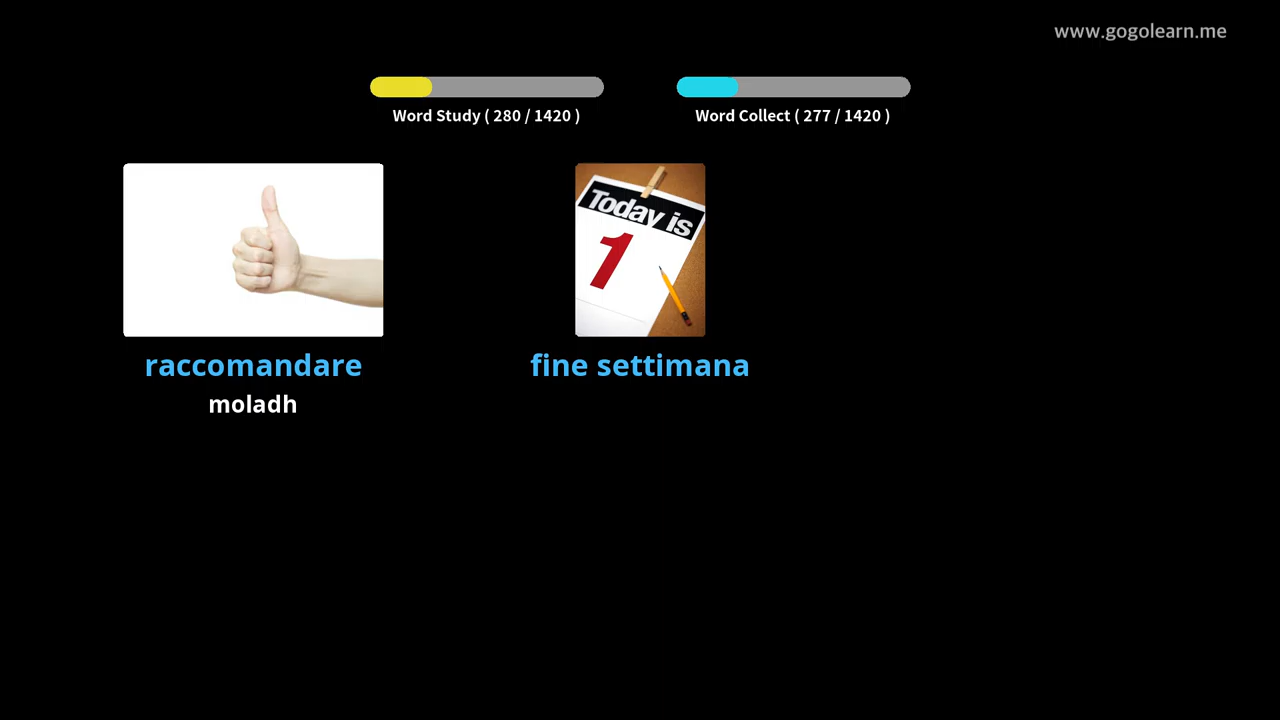 www.gogolearn.me
Word Study ( 280 / 1420 )
Word Collect ( 277 / 1420 )
Today is
1
raccomandare
fine settimana
moladh